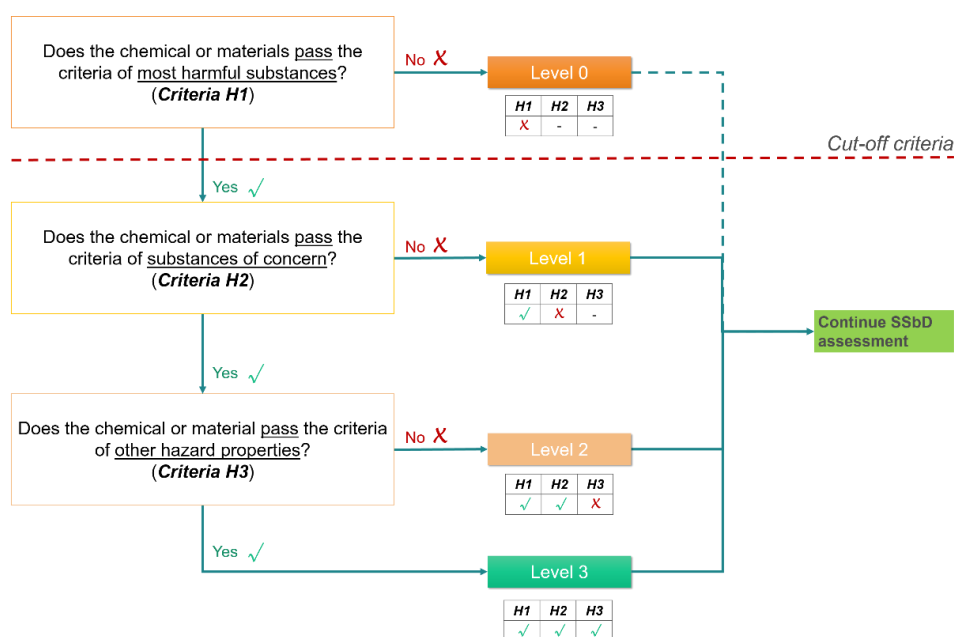 Does the chemical or materials pass the
criteria of most harmful substances?
(Criteria H1)
No X
Level 0
H1 H2 H3
X - -
Cut-off criteria
Yes √
Does the chemical or materials pass the
criteria of substances of concern?
(Criteria H2)
No X
Level 1
H1 H2 H3
√ X -
Continue SSbD
assessment
Yes √
Does the chemical or material pass the criteria
of other hazard properties?
(Criteria H3)
No X
Level 2
H1 H2 H3
√ √ X
Yes √
Level 3
H1 H2 H3
√ √ √